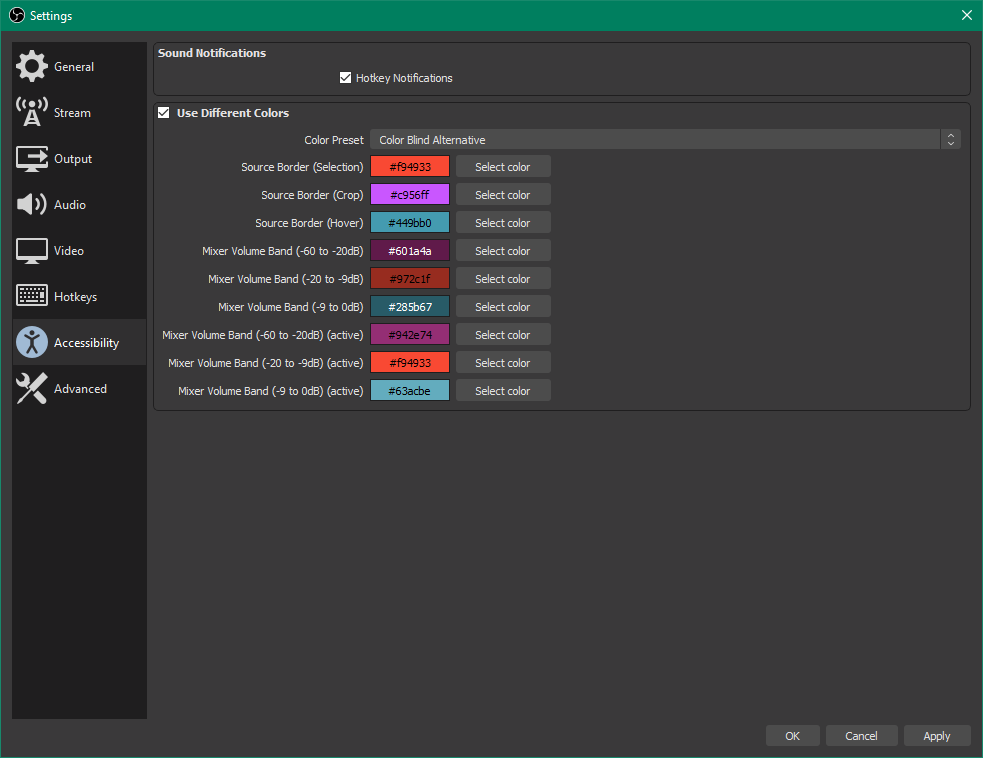 Settings
General
Stream
Output
Audio
Video
Hotkeys
Accessibility
Advanced
Sound Notifications
Hotkey Notifications
Use Different Colors
Color Preset Color Blind Alternative
Source Border (Selection) #f94933 Select color
Source Border (Crop) #c956ff Select color
Source Border (Hover) #449bb0 Select color
Mixer Volume Band (-60 to -20dB) #601a4a Select color
Mixer Volume Band (-20 to -9dB) #972c1f Select color
Mixer Volume Band (-9 to 0dB) #285b67 Select color
Mixer Volume Band (-60 to -20dB) (active) #942e74 Select color
Mixer Volume Band (-20 to -9dB) (active) #f94933 Select color
Mixer Volume Band (-9 to 0dB) (active) #63acbe Select color
OK Cancel Apply